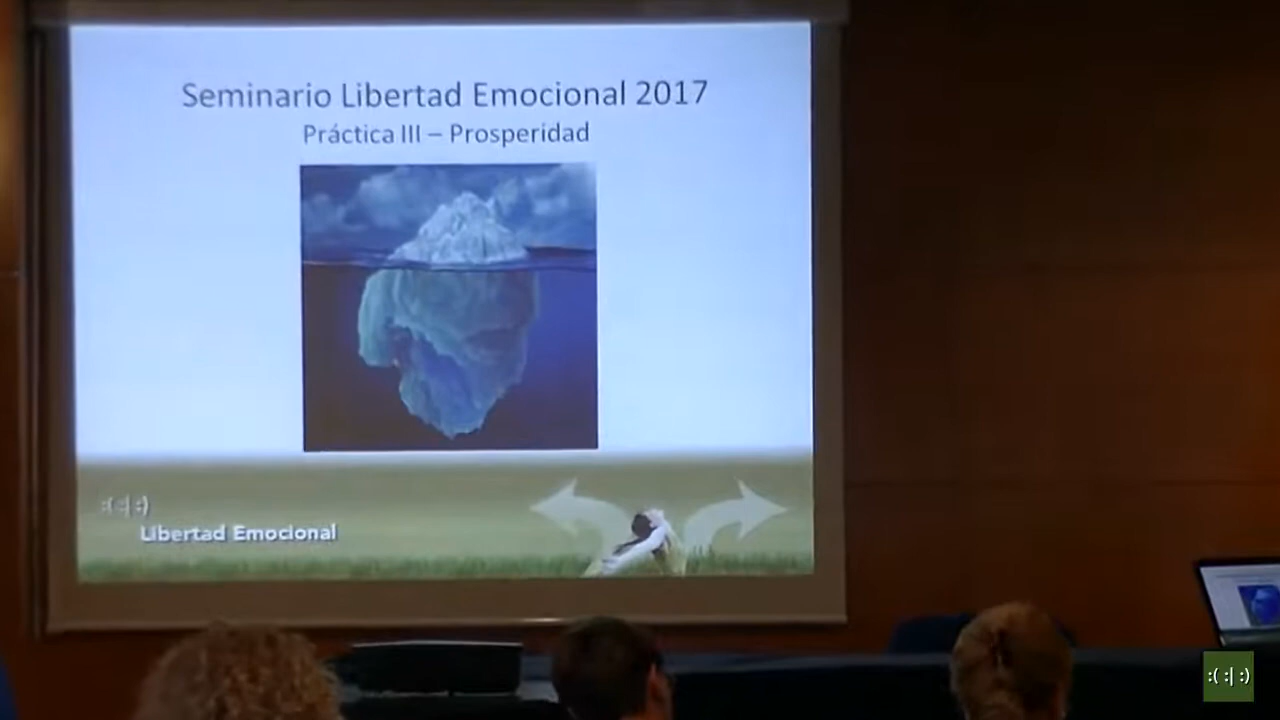 Seminario Libertad Emocional 2017
Práctica III – Prosperidad
:( :| :)
Libertad Emocional
:( :| :)